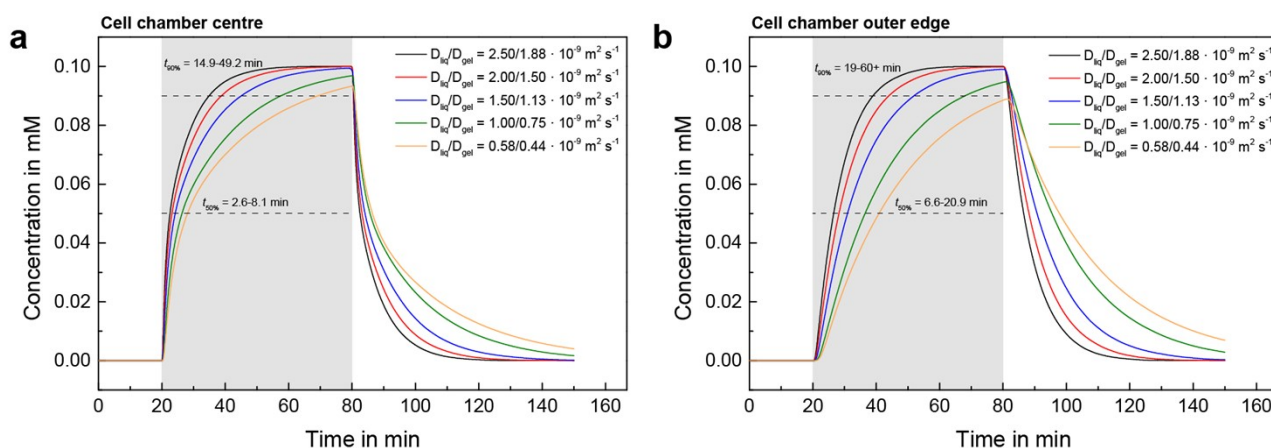 Cell chamber centre
a
t90% = 14.9-49.2 min
t50% = 2.6-8.1 min
Dliq/Dgel = 2.50/1.88 · 10-9 m2 s-1
Dliq/Dgel = 2.00/1.50 · 10-9 m2 s-1
Dliq/Dgel = 1.50/1.13 · 10-9 m2 s-1
Dliq/Dgel = 1.00/0.75 · 10-9 m2 s-1
Dliq/Dgel = 0.58/0.44 · 10-9 m2 s-1
Concentration in mM
0.10
0.08
0.06
0.04
0.02
0.00
0 20 40 60 80 100 120 140 160
Time in min
Cell chamber outer edge
b
t90% = 19-60+ min
t50% = 6.6-20.9 min
Dliq/Dgel = 2.50/1.88 · 10-9 m2 s-1
Dliq/Dgel = 2.00/1.50 · 10-9 m2 s-1
Dliq/Dgel = 1.50/1.13 · 10-9 m2 s-1
Dliq/Dgel = 1.00/0.75 · 10-9 m2 s-1
Dliq/Dgel = 0.58/0.44 · 10-9 m2 s-1
Concentration in mM
0.10
0.08
0.06
0.04
0.02
0.00
0 20 40 60 80 100 120 140 160
Time in min